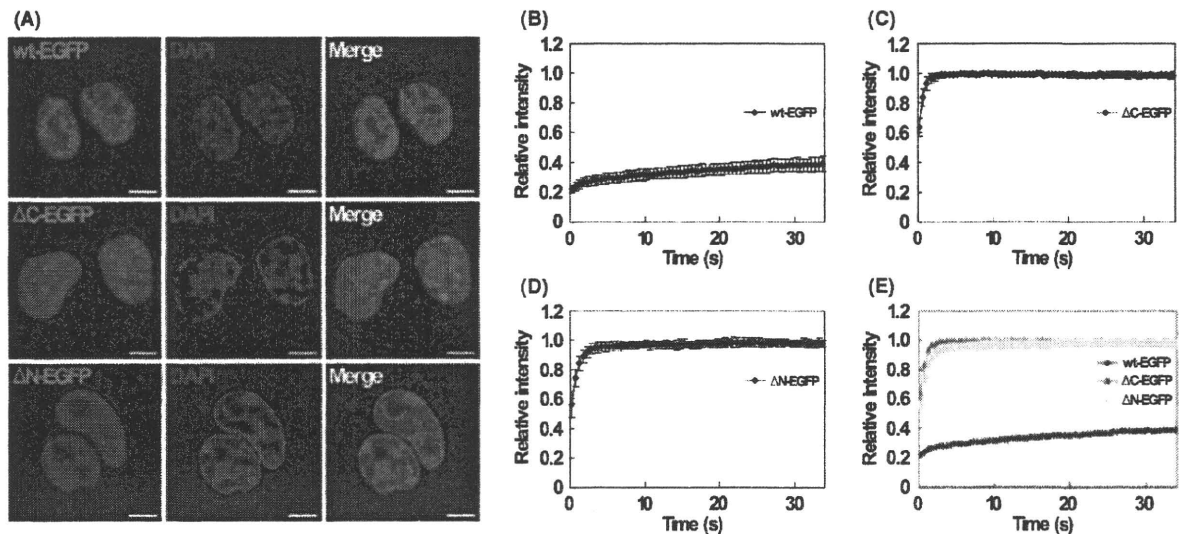 (A)
wt-EGFP
DAPI
Merge
ΔC-EGFP
DAPI
Merge
ΔN-EGFP
DAPI
Merge
(B)
Relative intensity
1.2
1.0
0.8
0.6
0.4
0.2
0
wt-EGFP
0 10 20 30
Time (s)
(C)
Relative intensity
1.2
1.0
0.8
0.6
0.4
0.2
0
ΔC-EGFP
0 10 20 30
Time (s)
(D)
Relative intensity
1.2
1.0
0.8
0.6
0.4
0.2
0
ΔN-EGFP
0 10 20 30
Time (s)
(E)
Relative intensity
1.2
1.0
0.8
0.6
0.4
0.2
0
wt-EGFP
ΔC-EGFP
ΔN-EGFP
0 10 20 30
Time (s)